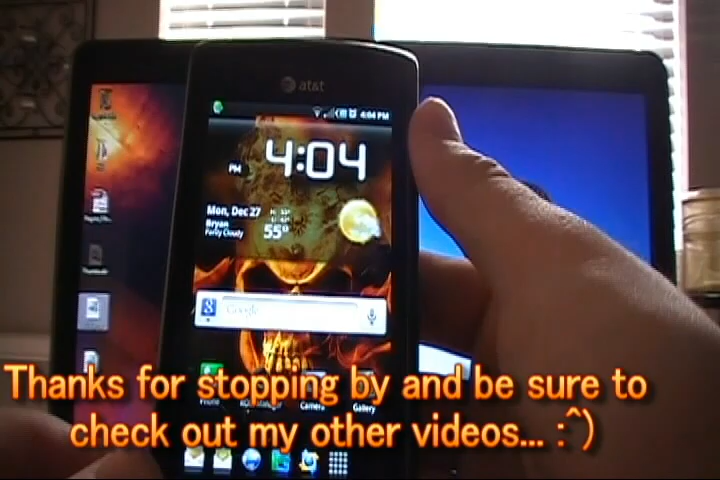 at&t
4:04 PM
PM 4:04
Mon, Dec 27
Bryan
Partly Cloudy
55°
Google
Phone
Camera
Gallery
Thanks for stopping by and be sure to
check out my other videos... :^)